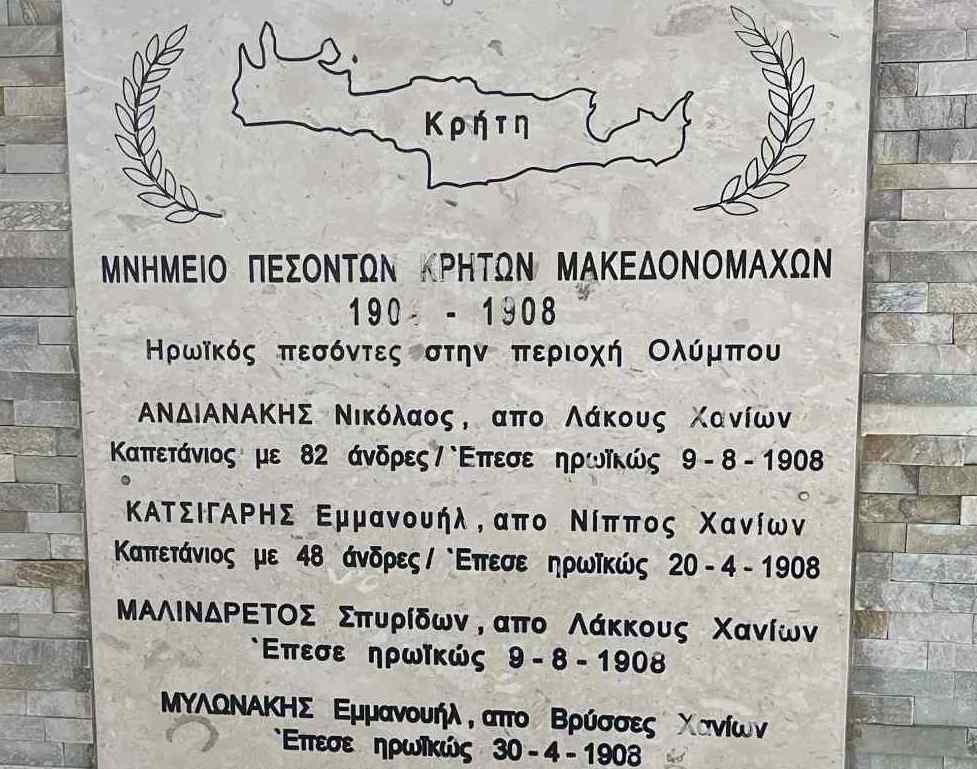 Κρήτη
ΜΝΗΜΕΙΟ ΠΕΣΟΝΤΩΝ ΚΡΗΤΩΝ ΜΑΚΕΔΟΝΟΜΑΧΩΝ
- 1908
Ηρωϊκός πεσόντες στην περιοχή Ολύμπου
ΑΝΔΙΑΝΑΚΗΣ Νικόλαος, απο Λάκους Χανίων
Καπετάνιος με 82 άνδρες / Έπεσε ηρωϊκώς 9 - 8 - 1908
ΚΑΤΣΙΓΑΡΗΣ Εμμανουήλ, απο Νίππος Χανίων
Καπετάνιος με 48 άνδρες / Έπεσε ηρωϊκώς 20 - 4 - 1908
ΜΑΛΙΝΔΡΕΤΟΣ Σπυρίδων, απο Λάκκους Χανίων
Έπεσε ηρωϊκώς 9 - 8 - 1908
ΜΥΛΩΝΑΚΗΣ Εμμανουήλ, απο Βρύσσες Χανίων
Έπεσε ηρωϊκώς 30 - 4 - 1908